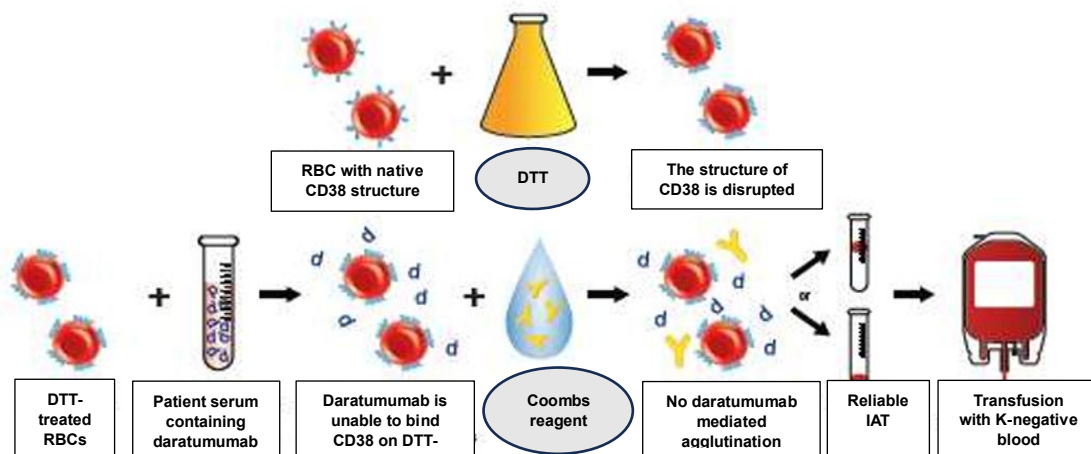 RBC with native
CD38 structure
DTT
The structure of
CD38 is disrupted
d
d
d
d
d
d
d
d
d
d
d
or
DTT-
treated
RBCs
Patient serum
containing
daratumumab
Daratumumab is
unable to bind
CD38 on DTT-
Coombs
reagent
No daratumumab
mediated
agglutination
Reliable
IAT
Transfusion
with K-negative
blood